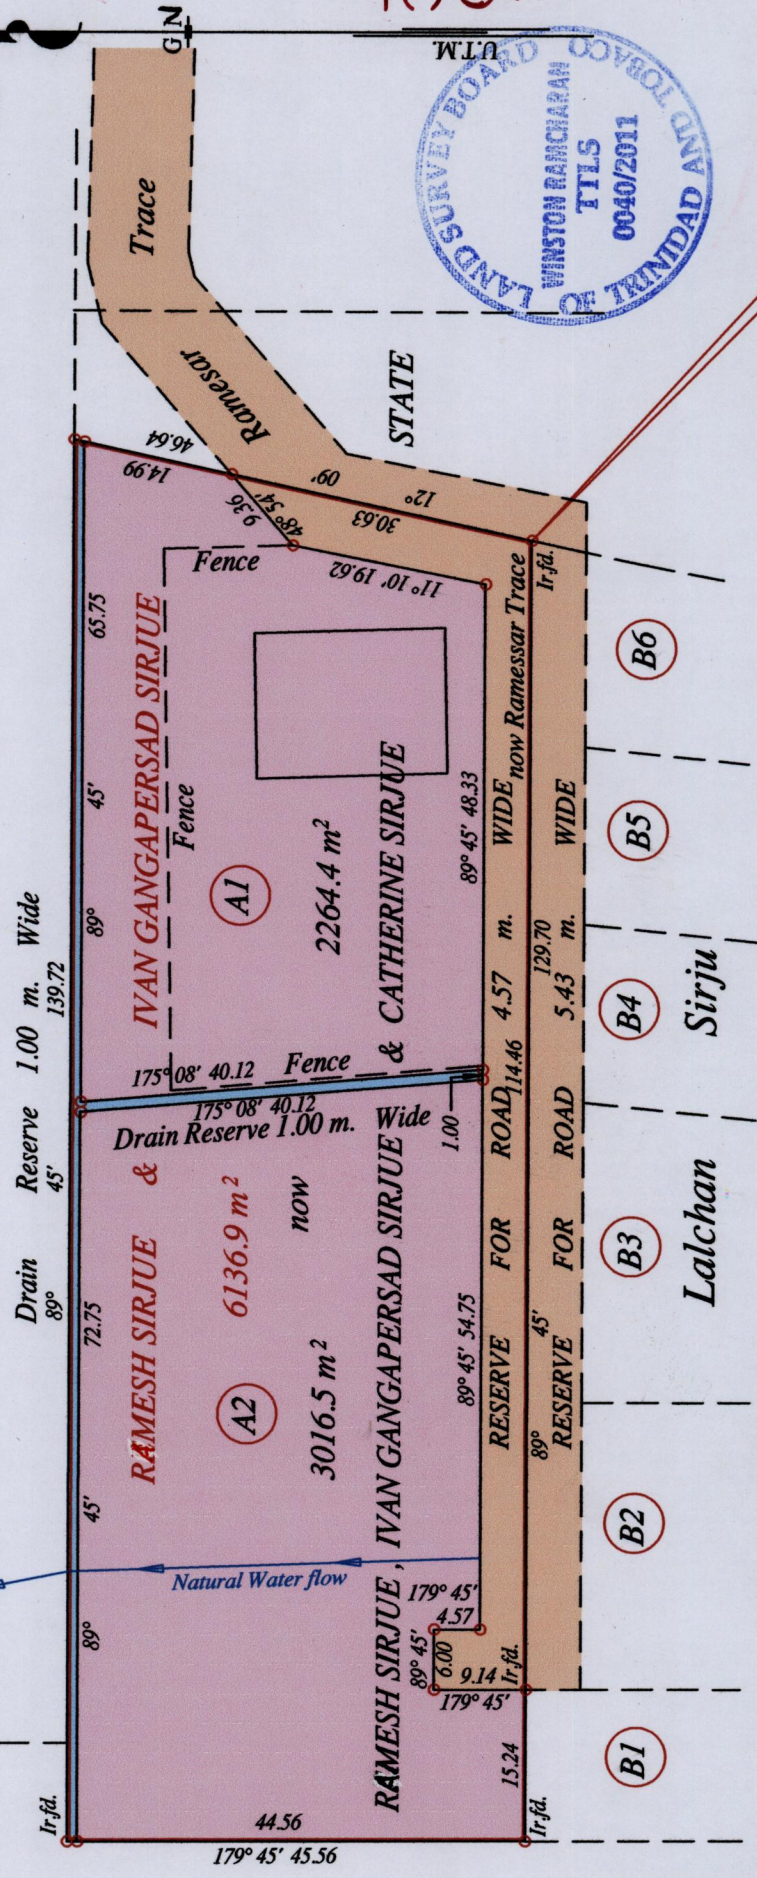 G N
U.T.M.
LAND SURVEY BOARD
OF TRINIDAD AND TOBAGO
WINSTON RAMCHARAN
TTLS
0040/2011
Trace
Ramesar
STATE
46.64
14.99
9.36
48° 54'
09'
12°
30.63
11° 10' 19.62
Fence
Ir.fd.
Drain Reserve 1.00 m. Wide
89° 45' 139.72
89° 45' 65.75
IVAN GANGAPERSAD SIRJUE
Fence
A1
2264.4 m²
& CATHERINE SIRJUE
89° 45' 48.33
now Ramessar Trace
175° 08' 40.12
Fence
175° 08' 40.12
Drain Reserve 1.00 m. Wide
1.00
89° 45' 72.75
RAMESH SIRJUE &
6136.9 m²
now
A2
3016.5 m²
RAMESH SIRJUE , IVAN GANGAPERSAD SIRJUE
89° 45' 54.75
RESERVE FOR ROAD 4.57 m. WIDE
114.46
89° 45' 129.70
RESERVE FOR ROAD 5.43 m. WIDE
Natural Water flow
179° 45'
4.57
89° 45'
6.00
9.14
179° 45'
Ir.fd.
15.24
Ir.fd.
Ir.fd.
44.56
179° 45' 45.56
B1
B2
B3
B4
B5
B6
Lalchan Sirju